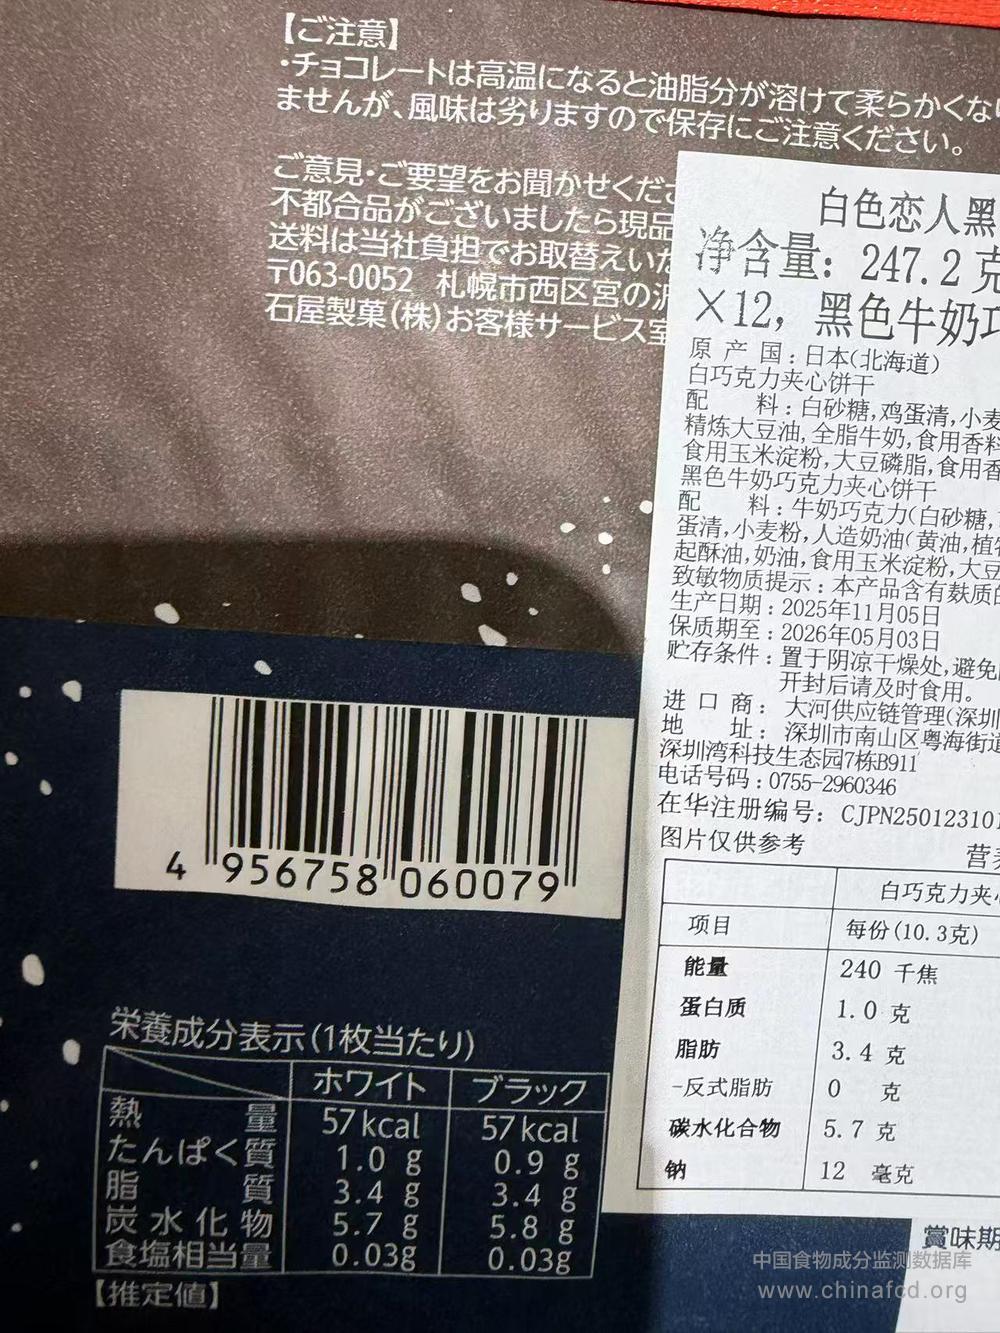 【ご注意】
・チョコレートは高温になると油脂分が溶けて柔らかくな
ませんが、風味は劣りますので保存にご注意ください。
ご意見・ご要望をお聞かせくださ
不都合品がございましたら現品
送料は当社負担でお取替えいた
〒063-0052 札幌市西区宮の沢
石屋製菓(株)お客様サービス室
白色恋人黑
净含量: 247.2 克
×12, 黑色牛奶巧
原产国:日本(北海道)
白巧克力夹心饼干
配料:白砂糖,鸡蛋清,小麦
精炼大豆油,全脂牛奶,食用香料
食用玉米淀粉,大豆磷脂,食用香
黑色牛奶巧克力夹心饼干
配料:牛奶巧克力(白砂糖,
蛋清,小麦粉,人造奶油(黄油,植物
起酥油,奶油,食用玉米淀粉,大豆
致敏物质提示:本产品含有麸质的
生产日期:2025年11月05日
保质期至:2026年05月03日
贮存条件:置于阴凉干燥处,避免
开封后请及时食用。
进口商: 大河供应链管理(深圳
地址: 深圳市南山区粤海街道
深圳湾科技生态园7栋B911
电话号码:0755-2960346
在华注册编号: CJPN250123101
图片仅供参考
营养
白巧克力夹心
项目 每份(10.3克)
能量 240 千焦
蛋白质 1.0 克
脂肪 3.4 克
-反式脂肪 0 克
碳水化合物 5.7 克
钠 12 毫克
4 956758 060079
栄養成分表示(1枚当たり)
ホワイト ブラック
熱量 57kcal 57kcal
たんぱく質 1.0 g 0.9 g
脂質 3.4 g 3.4 g
炭水化物 5.7 g 5.8 g
食塩相当量 0.03g 0.03g
【推定値】
賞味期
中国食物成分监测数据库
www.chinafcd.org